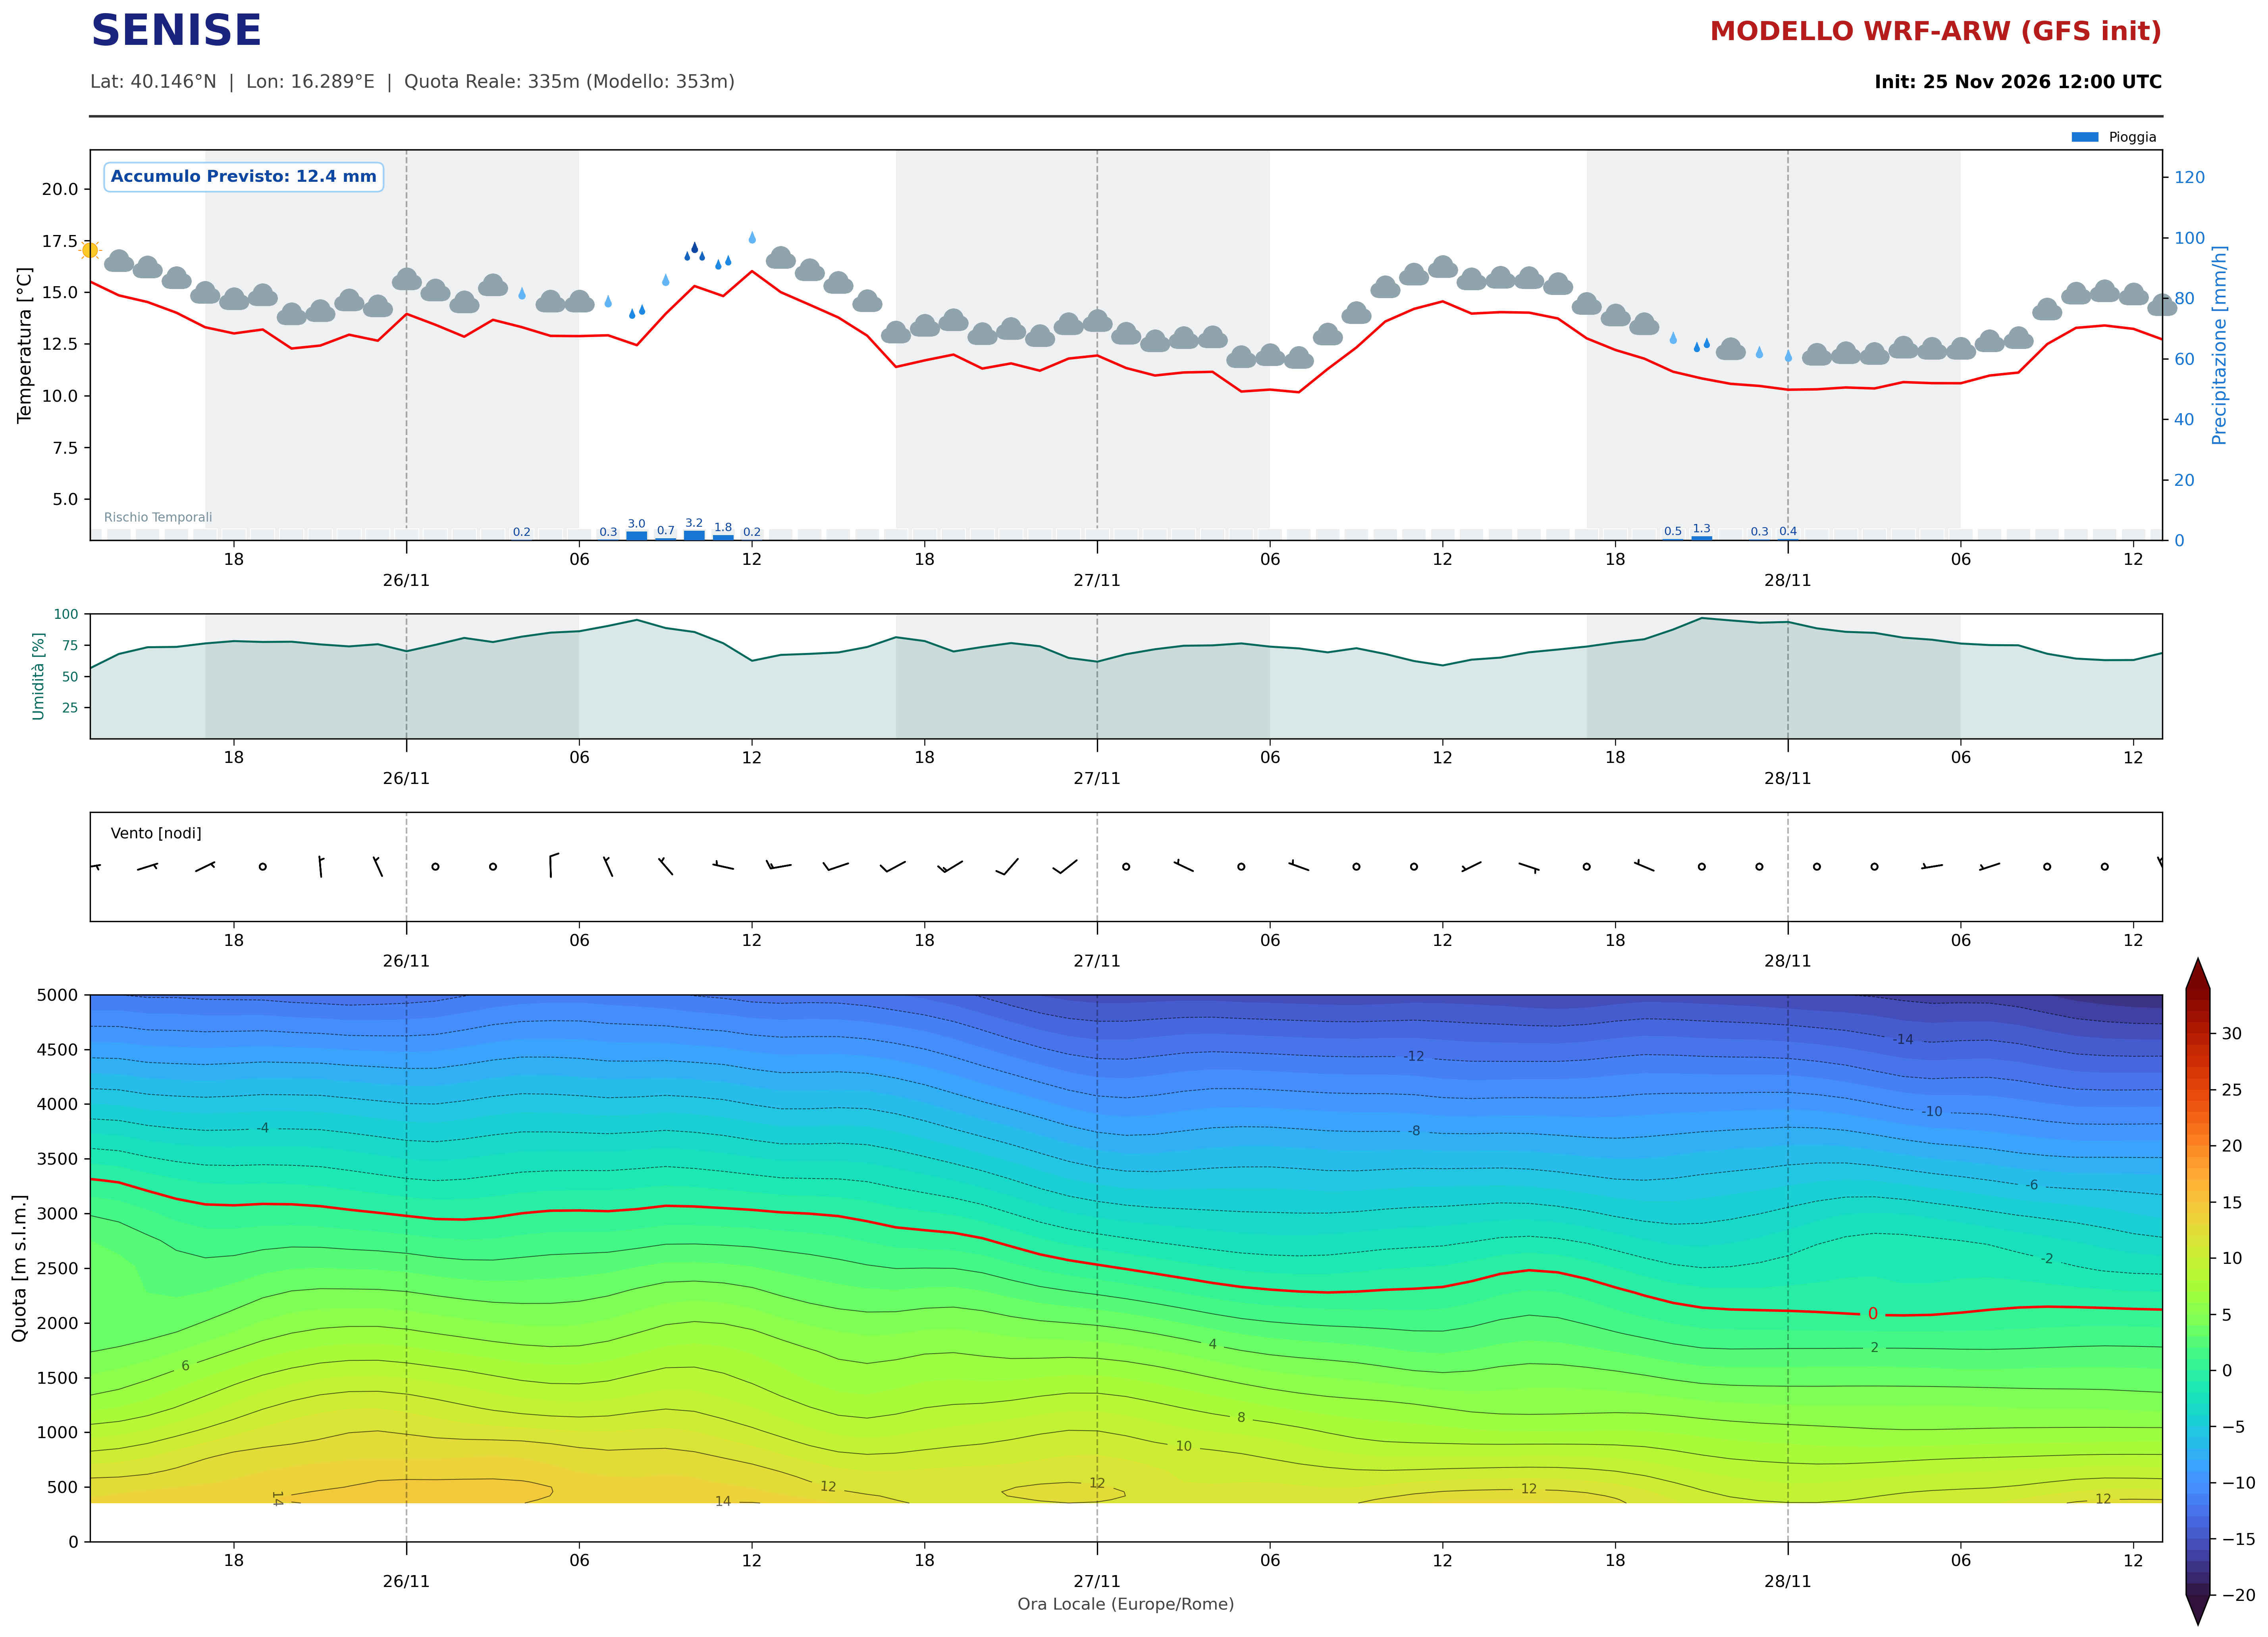 SENISE
MODELLO WRF-ARW (GFS init)
Lat: 40.146°N | Lon: 16.289°E | Quota Reale: 335m (Modello: 353m)
Init: 25 Nov 2026 12:00 UTC
Pioggia
Accumulo Previsto: 12.4 mm
Temperatura [°C]
20.0
17.5
15.0
12.5
10.0
7.5
5.0
Precipitazione [mm/h]
120
100
80
60
40
20
0
Rischio Temporali
0.2 0.3 3.0 0.7 3.2 1.8 0.2 0.5 1.3 0.3 0.4
18 06 12 18 06 12 18 06 12
26/11 27/11 28/11
Umidità [%]
100
75
50
25
18 06 12 18 06 12 18 06 12
26/11 27/11 28/11
Vento [nodi]
18 06 12 18 06 12 18 06 12
26/11 27/11 28/11
Quota [m s.l.m.]
5000
4500
4000
3500
3000
2500
2000
1500
1000
500
0
-14
-12
-10
-4
-8
-6
-2
0
4
2
6
8
10
12
12
12
14
14
12
30
25
20
15
10
5
0
−5
−10
−15
−20
18 06 12 18 06 12 18 06 12
26/11 27/11 28/11
Ora Locale (Europe/Rome)